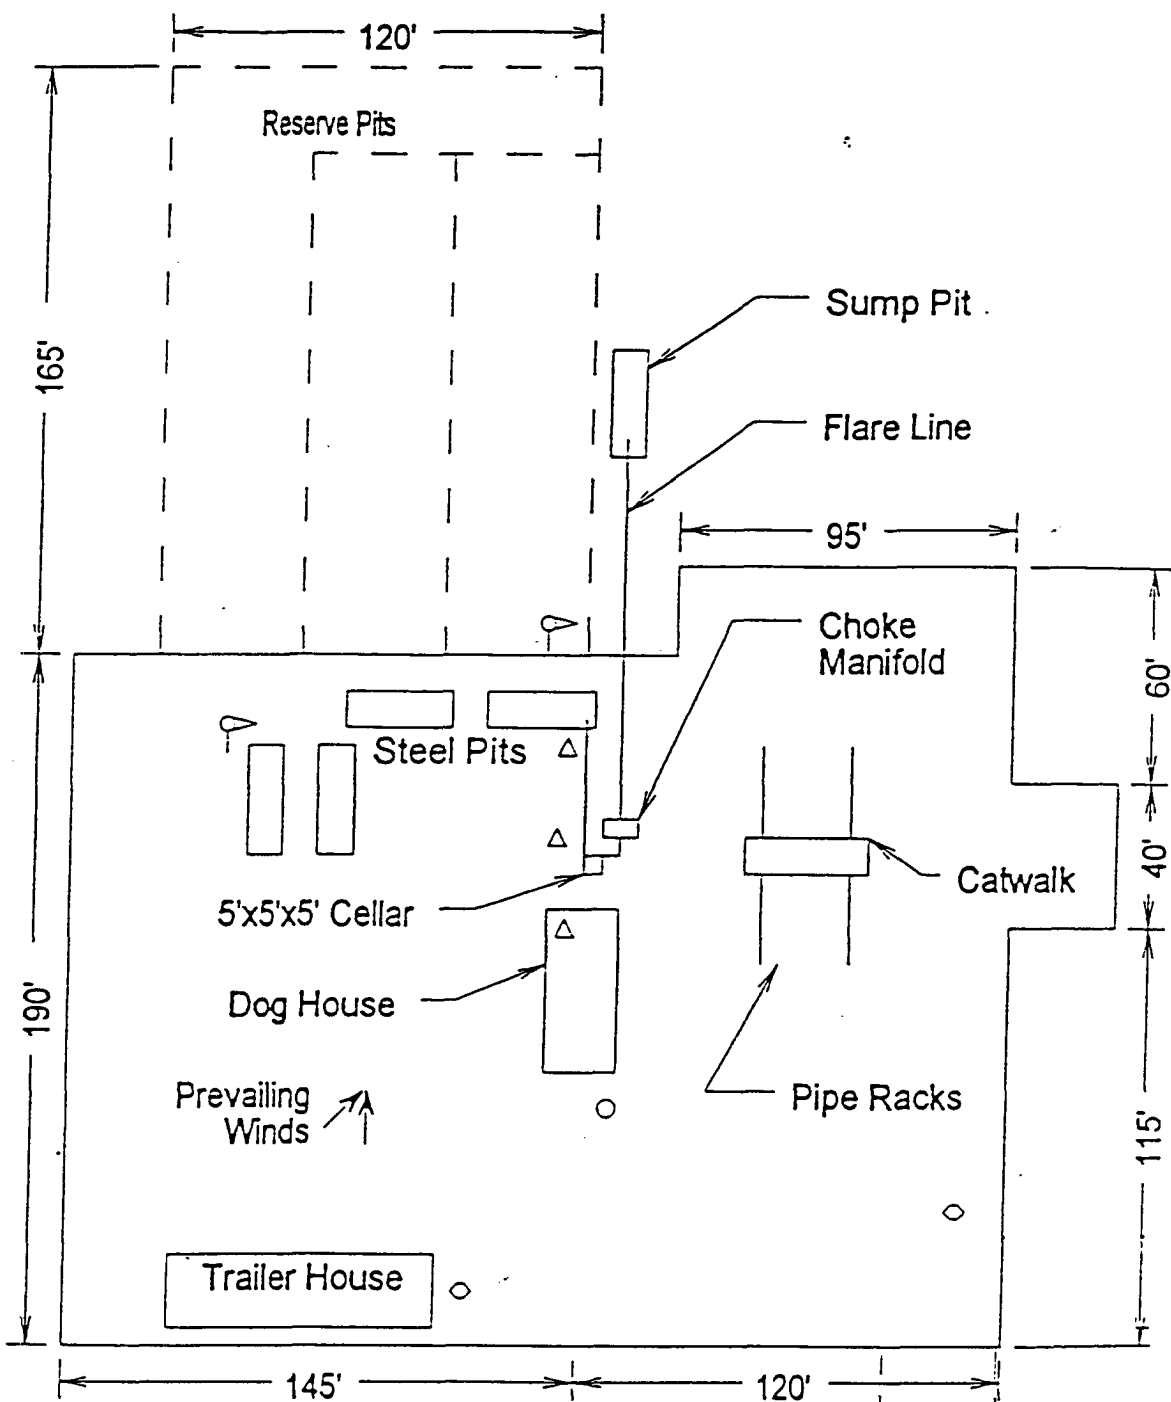 120'
Reserve Pits
165'
Sump Pit
Flare Line
95'
Choke
Manifold
60'
Steel Pits
40'
Catwalk
5'x5'x5' Cellar
190'
Dog House
Prevailing
Winds
Pipe Racks
115'
Trailer House
145'
120'